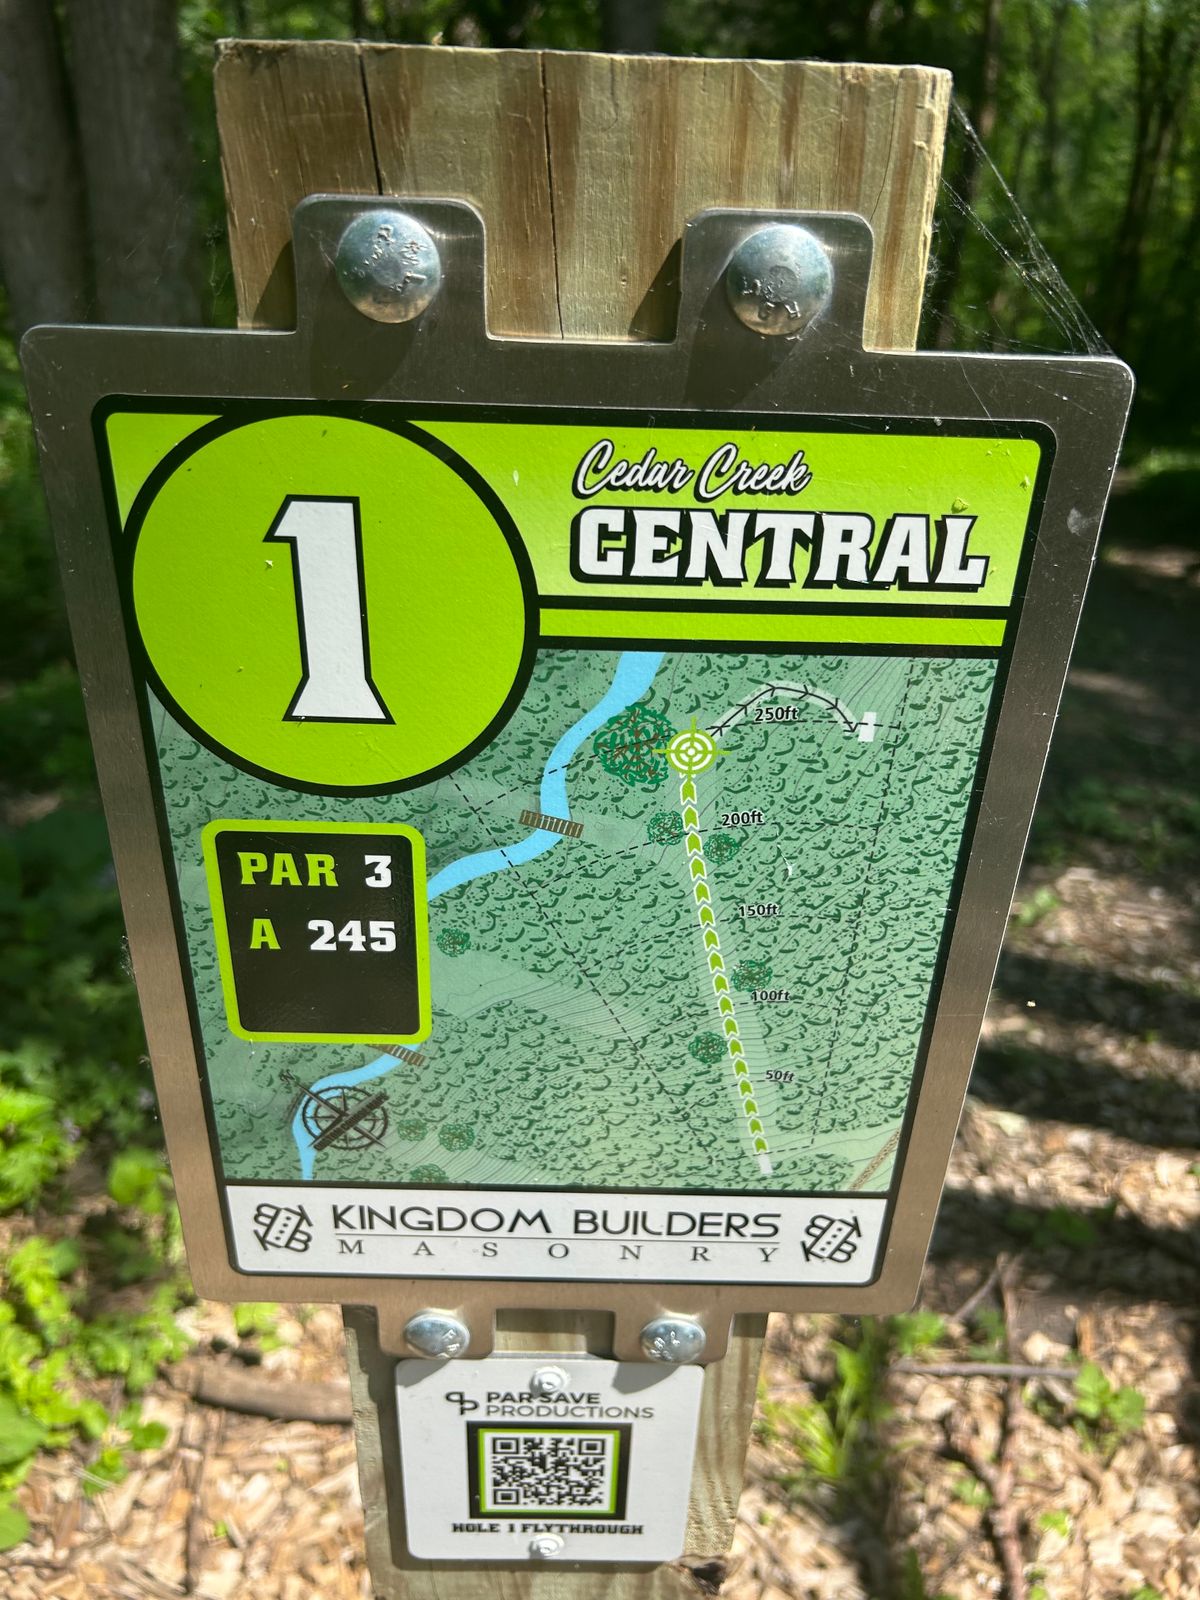 1
Cedar Creek
CENTRAL
PAR 3
A 245
250ft
200ft
150ft
100ft
50ft
KINGDOM BUILDERS
MASONRY
PAR SAVE
PRODUCTIONS
HOLE 1 FLYTHROUGH